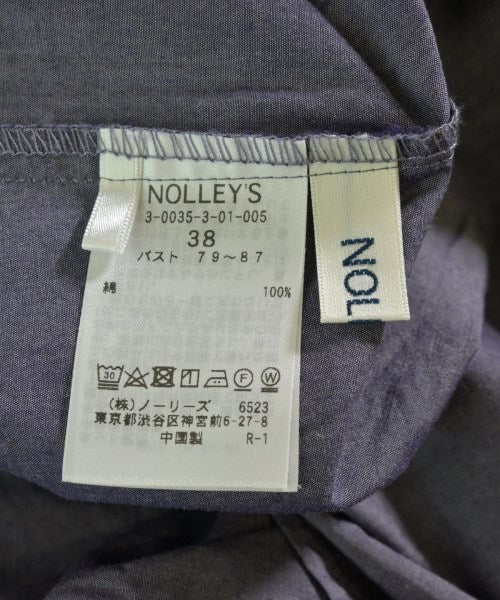 NOLLEY'S
3-0035-3-01-005
38
バスト 79～87
綿 100%
30 F W
(株)ノーリーズ 6523
東京都渋谷区神宮前6-27-8
中国製 R-1
NOL